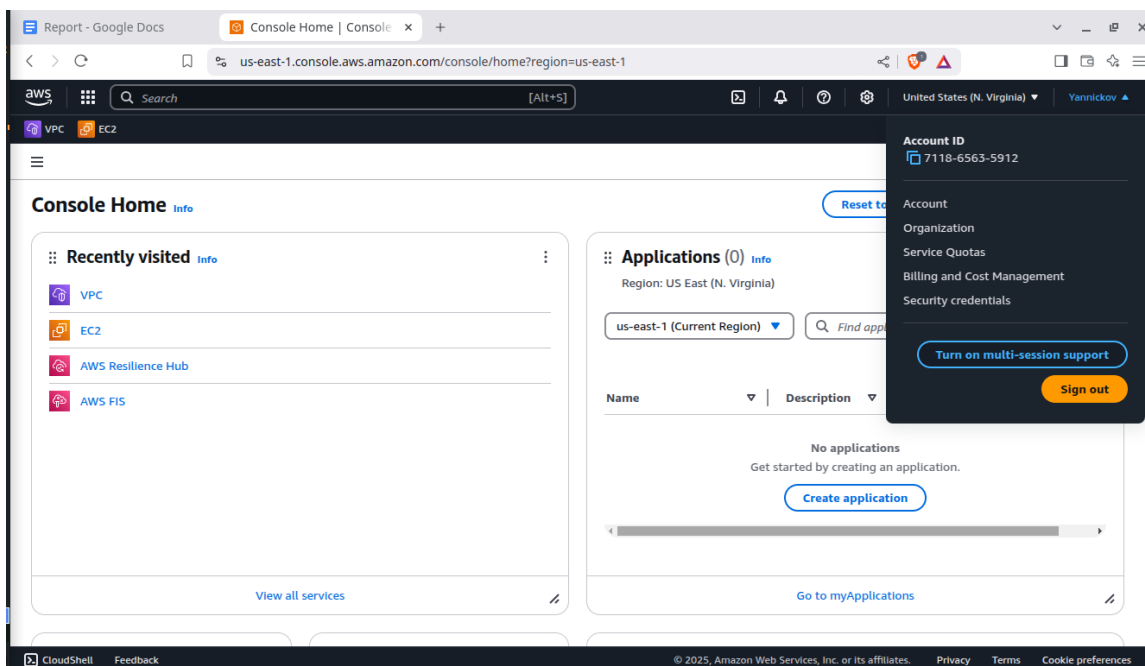 Report - Google Docs
Console Home | Console
us-east-1.console.aws.amazon.com/console/home?region=us-east-1
aws
Search
[Alt+S]
United States (N. Virginia)
Yannickov
VPC
EC2
Account ID
7118-6563-5912
Account
Organization
Service Quotas
Billing and Cost Management
Security credentials
Turn on multi-session support
Sign out
Console Home Info
Reset to
Recently visited Info
VPC
EC2
AWS Resilience Hub
AWS FIS
View all services
Applications (0) Info
Region: US East (N. Virginia)
us-east-1 (Current Region)
Find appl
Name
Description
No applications
Get started by creating an application.
Create application
Go to myApplications
CloudShell
Feedback
© 2025, Amazon Web Services, Inc. or its affiliates.
Privacy
Terms
Cookie preferences